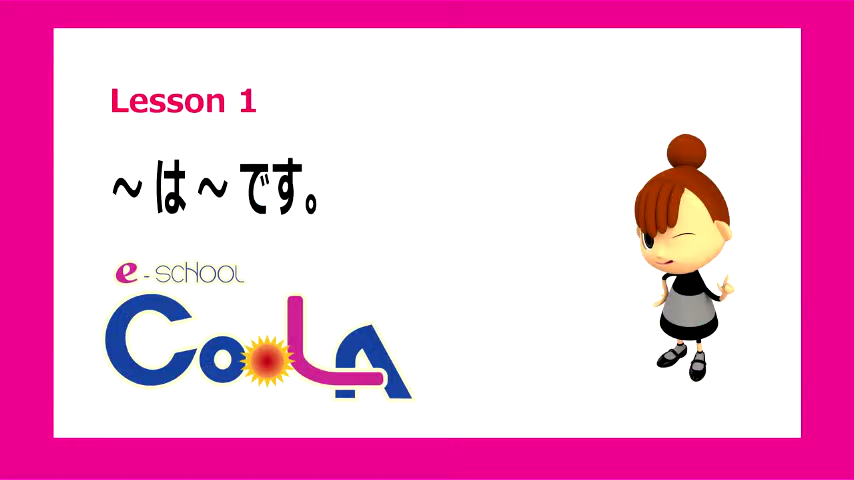 Lesson 1
~は~です。
e-SCHOOL
CooLA